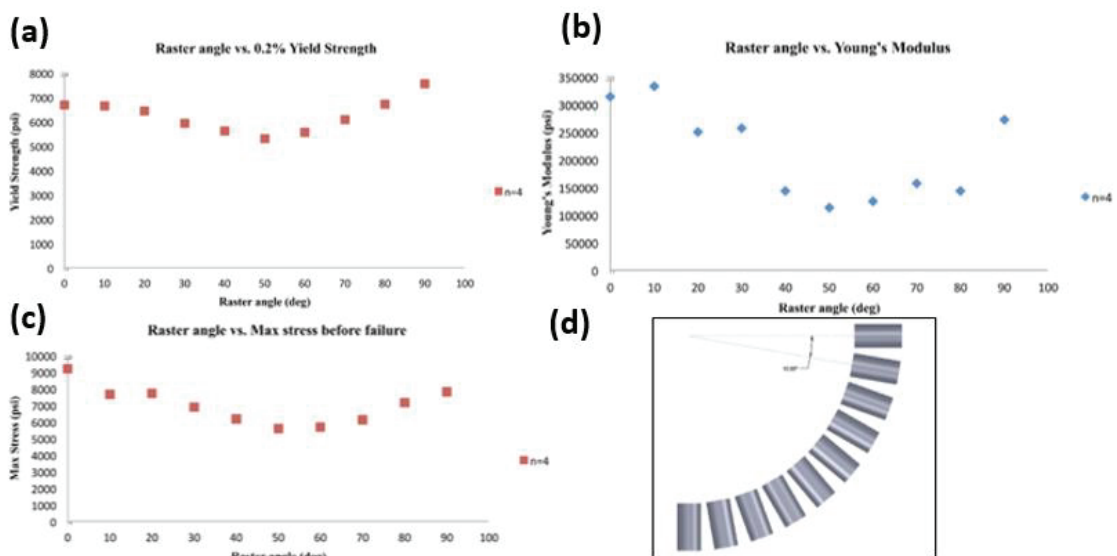 (a)
Raster angle vs. 0.2% Yield Strength
Yield Strength (psi)
8000
7000
6000
5000
4000
3000
2000
1000
0
0 10 20 30 40 50 60 70 80 90 100
Raster angle (deg)
n=4
(b)
Raster angle vs. Young's Modulus
Young's Modulus (psi)
350000
300000
250000
200000
150000
100000
50000
0
0 10 20 30 40 50 60 70 80 90 100
Raster angle (deg)
n=4
(c)
Raster angle vs. Max stress before failure
Max Stress (psi)
10000
9000
8000
7000
6000
5000
4000
3000
2000
1000
0
0 10 20 30 40 50 60 70 80 90 100
Raster angle (deg)
n=4
(d)